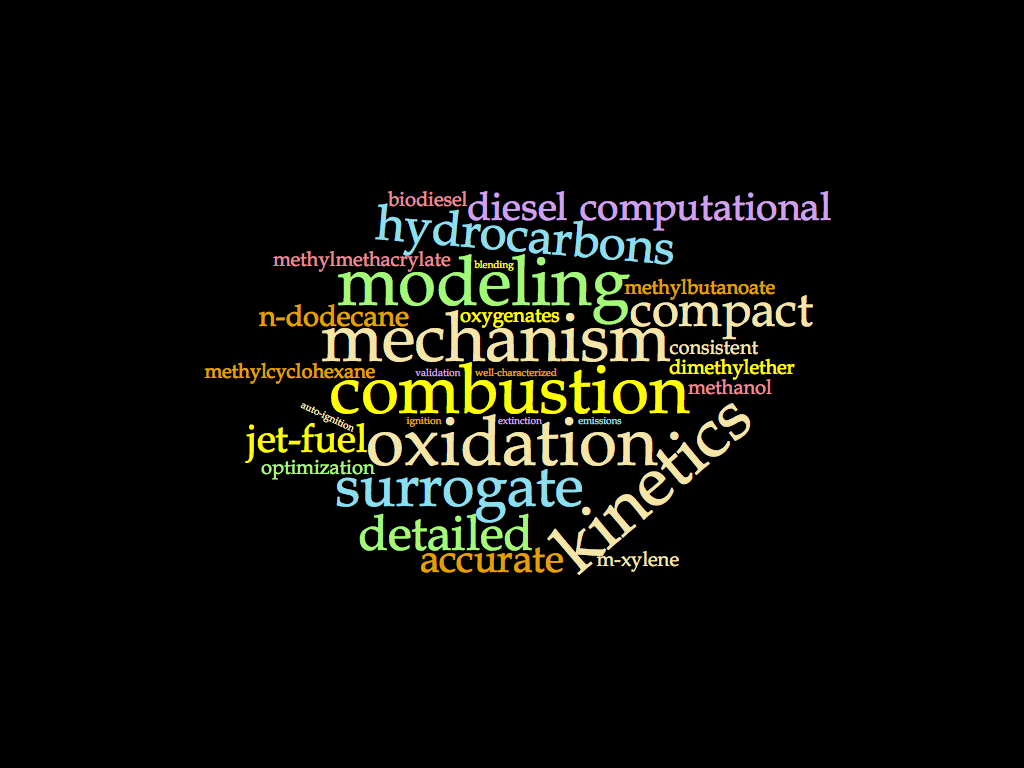 biodiesel
diesel computational
hydrocarbons
methylmethacrylate
blending
modeling
methylbutanoate
n-dodecane
oxygenates
compact
mechanism
consistent
dimethylether
methylcyclohexane
validation
well-characterized
combustion
methanol
auto-ignition
ignition
extinction
emissions
jet-fuel
oxidation
kinetics
optimization
surrogate
detailed
accurate
m-xylene